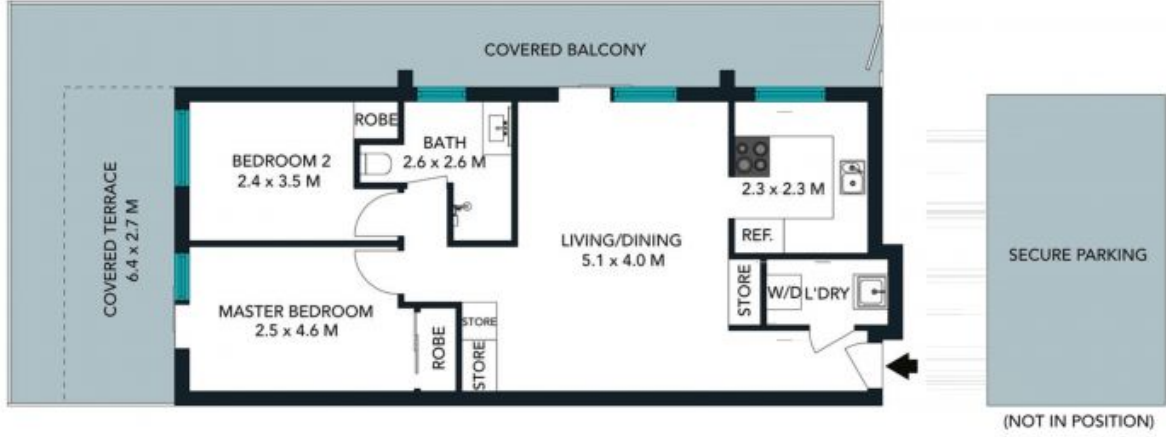 COVERED BALCONY
ROBE
BATH
2.6 x 2.6 M
BEDROOM 2
2.4 x 3.5 M
2.3 x 2.3 M
COVERED TERRACE
6.4 x 2.7 M
LIVING/DINING
5.1 x 4.0 M
REF.
SECURE PARKING
STORE
W/D
L'DRY
MASTER BEDROOM
2.5 x 4.6 M
STORE
ROBE
STORE
(NOT IN POSITION)